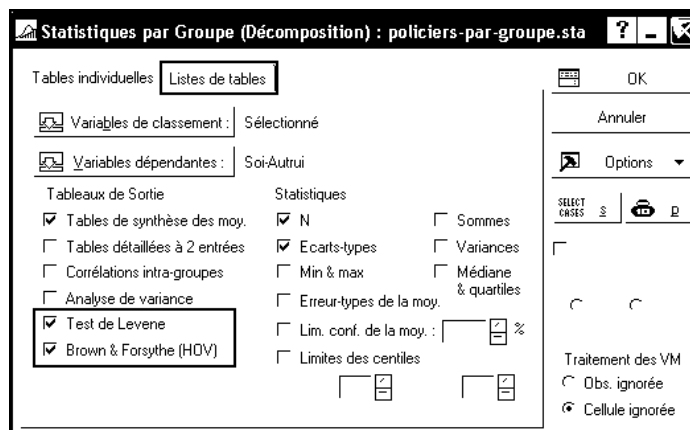 Statistiques par Groupe (Décomposition) : policiers-par-groupe.sta ?
Tables individuelles Listes de tables
Variables de classement : Sélectionné
Variables dépendantes : Soi-Autrui
Tableaux de Sortie
Tables de synthèse des moy.
Tables détaillées à 2 entrées
Corrélations intra-groupes
Analyse de variance
Test de Levene
Brown & Forsythe (HOV)
Statistiques
N
Ecarts-types
Min & max
Erreur-types de la moy.
Lim. conf. de la moy. : %
Limites des centiles
Sommes
Variances
Médiane
& quartiles
OK
Annuler
Options
SELECT
CASES S D
Traitement des VM
Obs. ignorée
Cellule ignorée